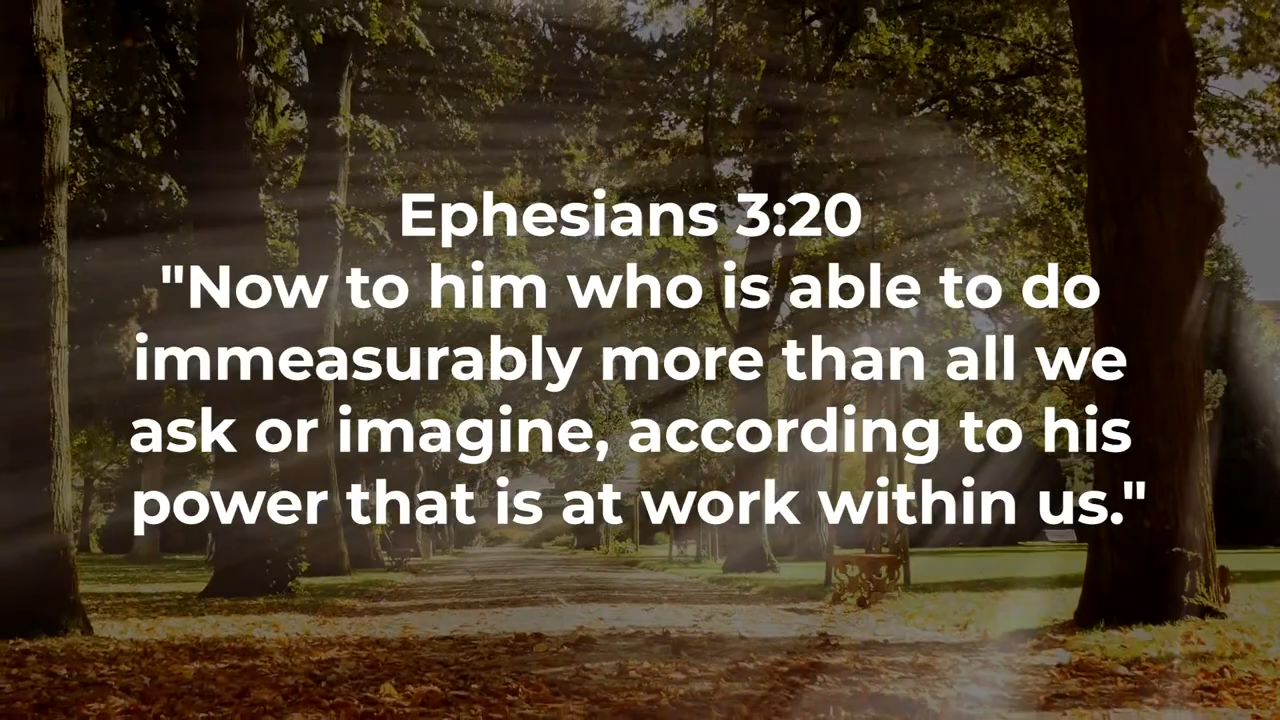 Ephesians 3:20
"Now to him who is able to do
immeasurably more than all we
ask or imagine, according to his
power that is at work within us."